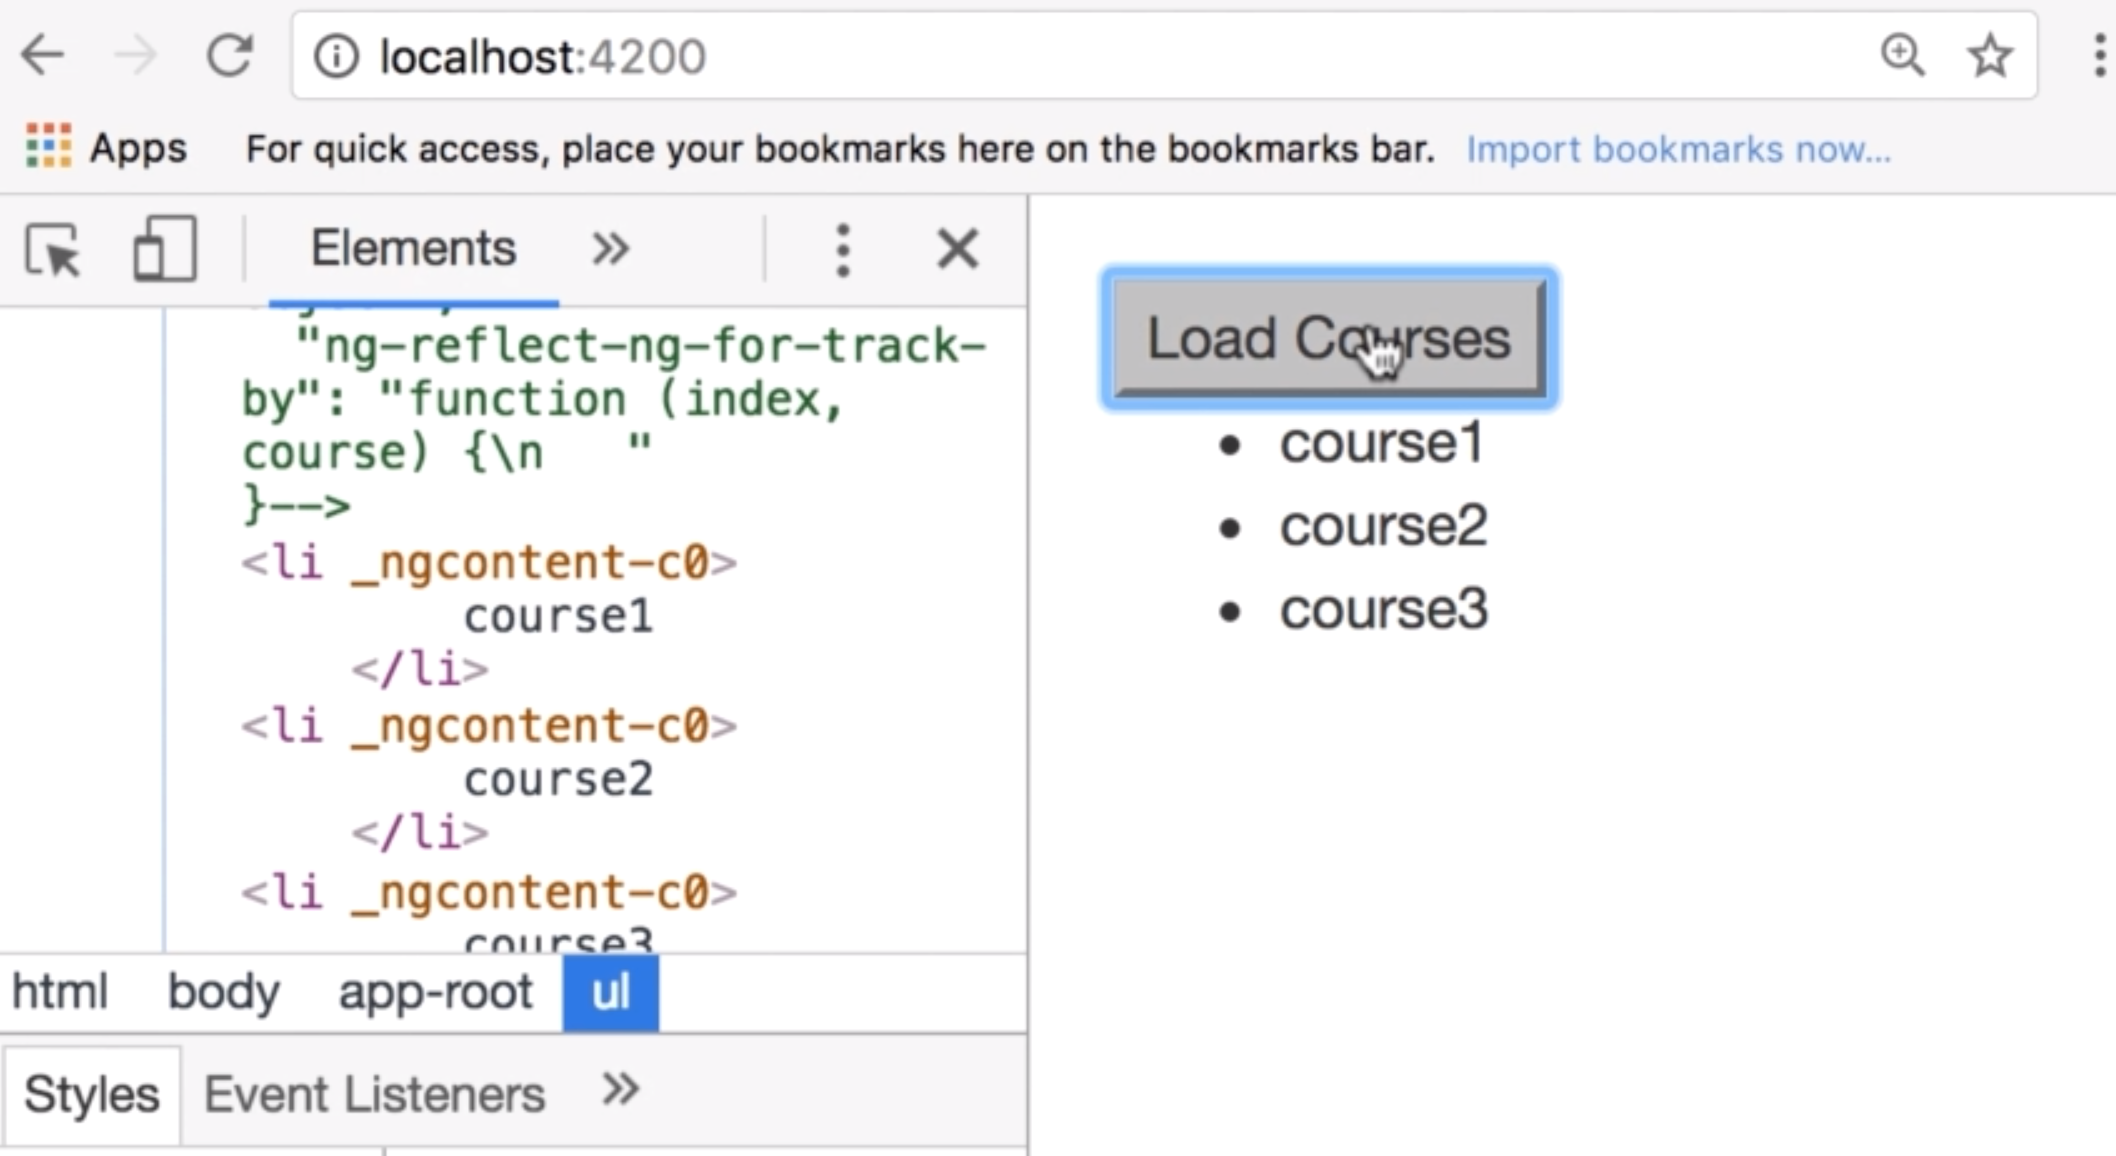 localhost:4200
Apps For quick access, place your bookmarks here on the bookmarks bar. Import bookmarks now...
Elements
"ng-reflect-ng-for-track-
by": "function (index,
course) {\n   "
}-->
<li _ngcontent-c0>
course1
</li>
<li _ngcontent-c0>
course2
</li>
<li _ngcontent-c0>
course3
html body app-root ul
Styles Event Listeners
Load Courses
course1
course2
course3